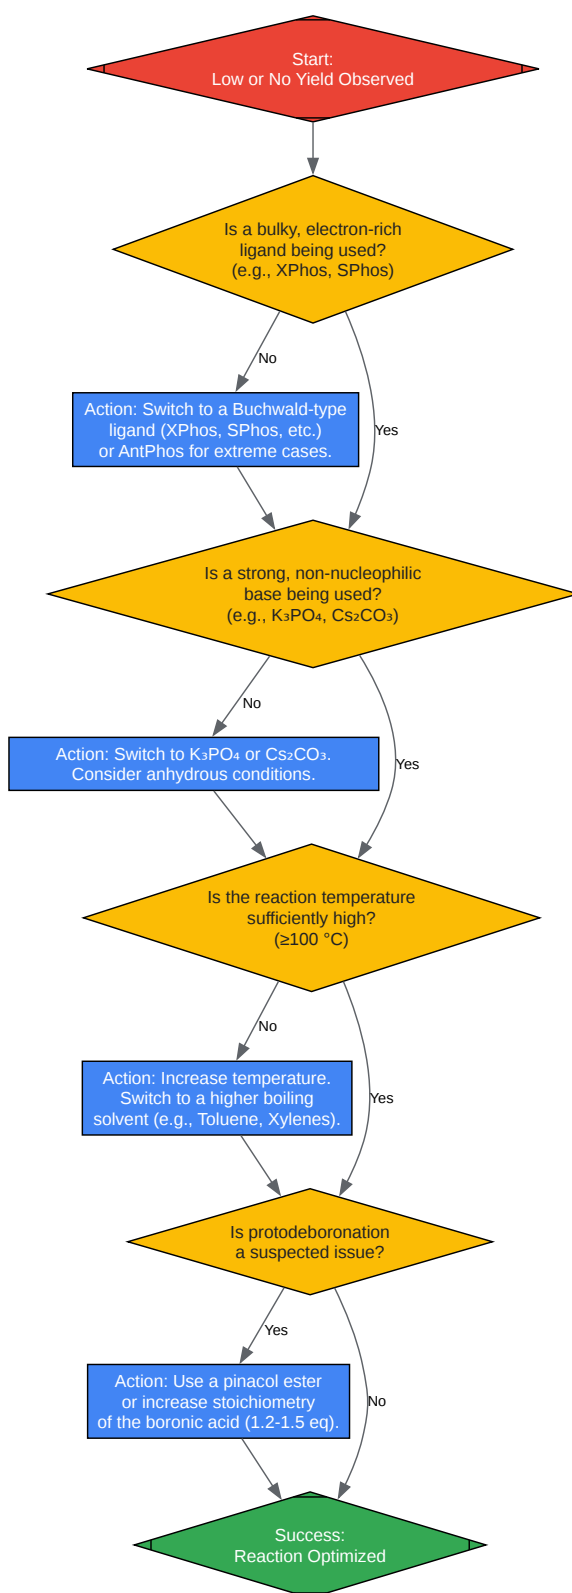 Start:
Low or No Yield Observed
Is a bulky, electron-rich
ligand being used?
(e.g., XPhos, SPhos)
No
Action: Switch to a Buchwald-type
ligand (XPhos, SPhos, etc.)
or AntPhos for extreme cases.
Yes
Is a strong, non-nucleophilic
base being used?
(e.g., K₃PO₄, Cs₂CO₃)
No
Action: Switch to K₃PO₄ or Cs₂CO₃.
Consider anhydrous conditions.
Yes
Is the reaction temperature
sufficiently high?
(≥100 °C)
No
Action: Increase temperature.
Switch to a higher boiling
solvent (e.g., Toluene, Xylenes).
Yes
Is protodeboronation
a suspected issue?
Yes
Action: Use a pinacol ester
or increase stoichiometry
of the boronic acid (1.2-1.5 eq).
No
Success:
Reaction Optimized